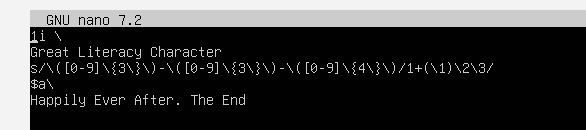 GNU nano 7.2
1i \
Great Literacy Character
s/\([0-9]\{3\}\)-\([0-9]\{3\}\)-\([0-9]\{4\}\)/1+(\1)\2\3/
$a\
Happily Ever After. The End